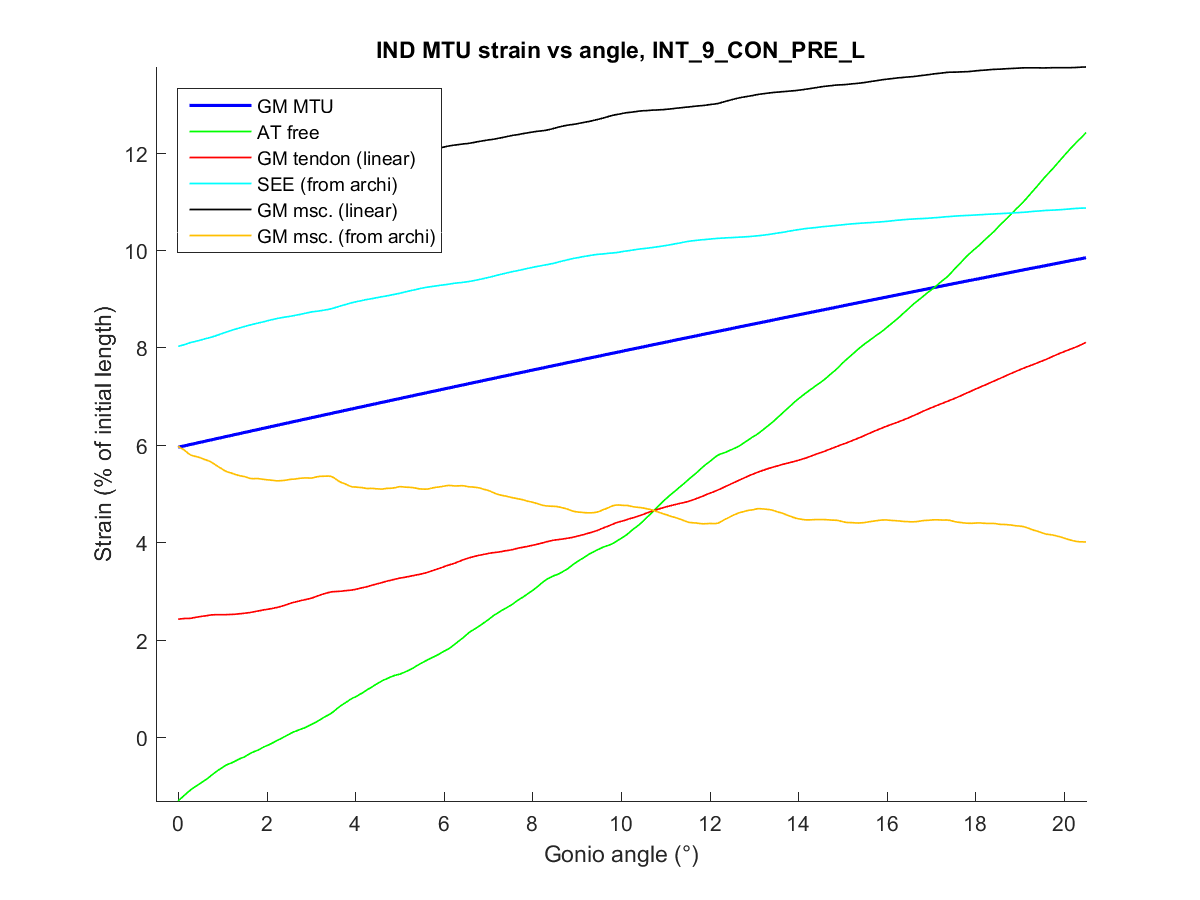 IND MTU strain vs angle, INT_9_CON_PRE_L
GM MTU
AT free
GM tendon (linear)
SEE (from archi)
GM msc. (linear)
GM msc. (from archi)
Strain (% of initial length)
12
10
8
6
4
2
0
0 2 4 6 8 10 12 14 16 18 20
Gonio angle (°)